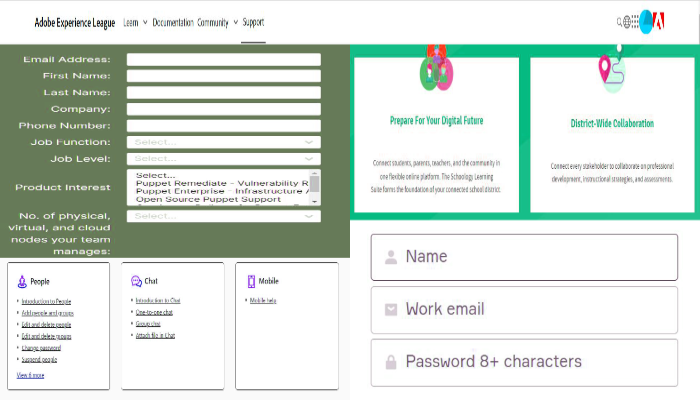 Adobe Experience League
Learn
Documentation
Community
Support
Email Address:
First Name:
Last Name:
Company:
Phone Number:
Job Function:
Select...
Job Level:
Select...
Product Interest
Select...
Puppet Remediate - Vulnerability R
Puppet Enterprise - Infrastructure
Open Source Puppet Support
No. of physical,
virtual, and cloud
nodes your team
manages:
Select...
Prepare For Your Digital Future
Connect students, parents, teachers, and the community in
one flexible online platform. The Schoology Learning
Suite forms the foundation of your connected school district.
District-Wide Collaboration
Connect every stakeholder to collaborate on professional
development, instructional strategies, and assessments.
People
Introduction to People
Add people and groups
Edit and delete people
Edit and delete groups
Change password
Suspend people
View 6 more
Chat
Introduction to Chat
One-to-one chat
Group chat
Attach file in Chat
Mobile
Mobile help
Name
Work email
Password 8+ characters